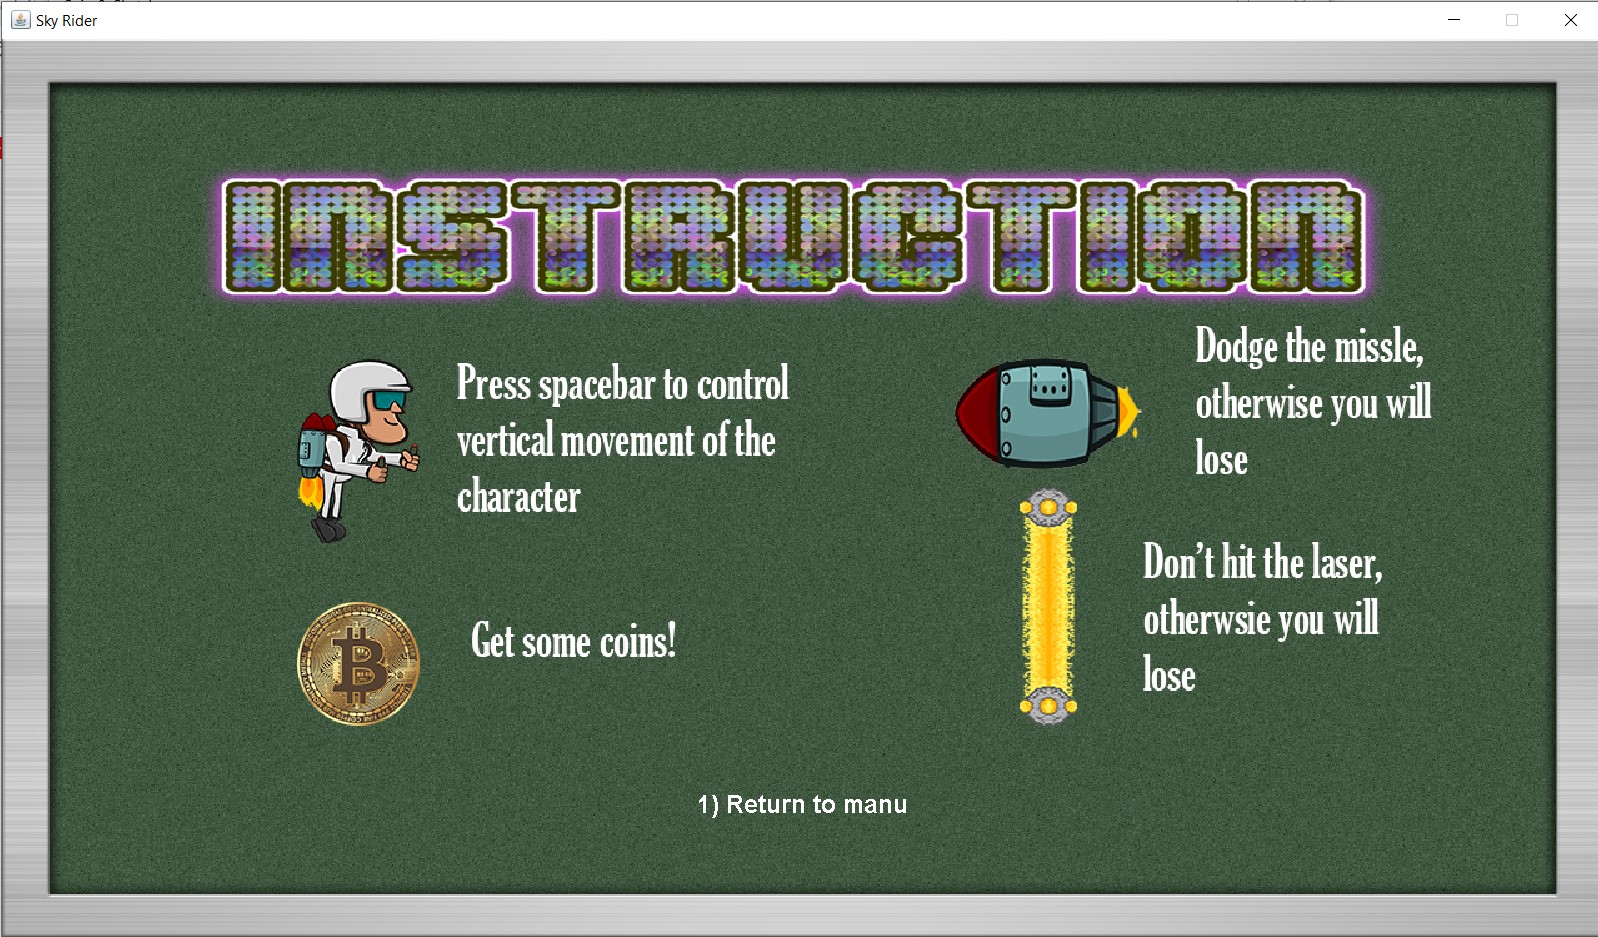 Sky Rider
INSTRUCTION
Press spacebar to control
vertical movement of the
character
Get some coins!
Dodge the missle,
otherwise you will
lose
Don't hit the laser,
otherwsie you will
lose
1) Return to manu